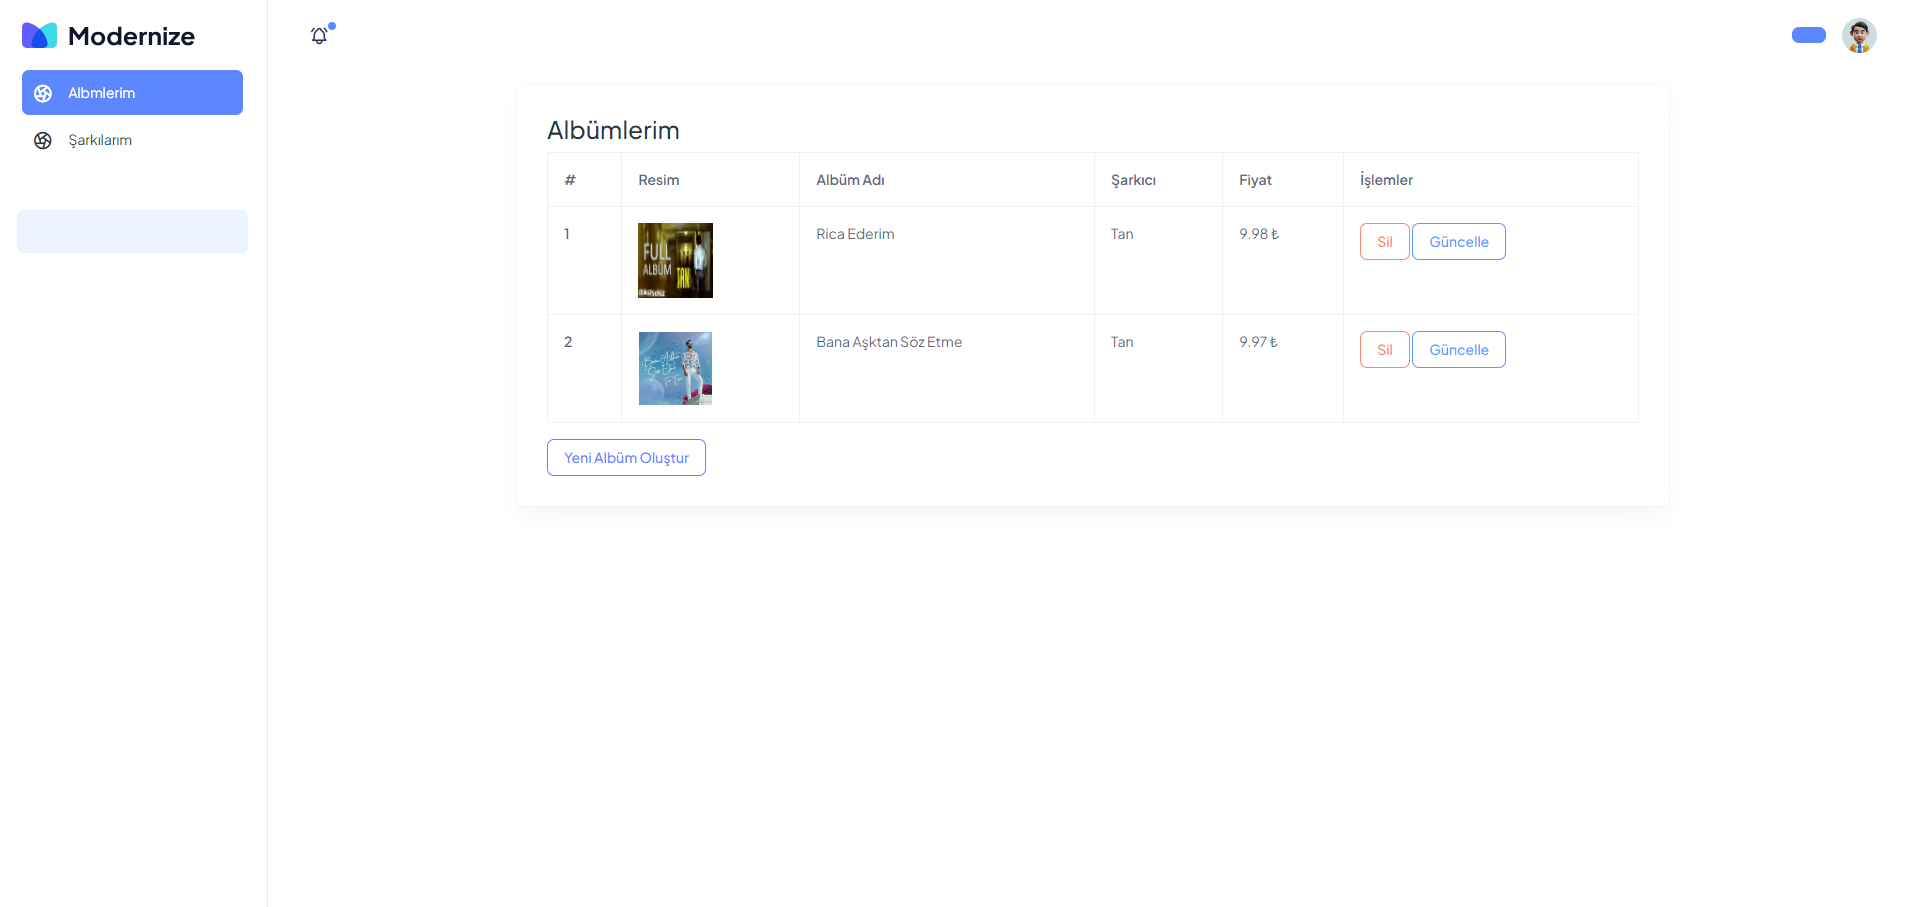 Modernize
Albmlerim
Şarkılarım
Albümlerim
# Resim Albüm Adı Şarkıcı Fiyat İşlemler
1 FULL ALBÜM TAN Rica Ederim Tan 9.98 ₺ Sil Güncelle
2 Bana Aşktan Söz Etme Tan 9.97 ₺ Sil Güncelle
Yeni Albüm Oluştur